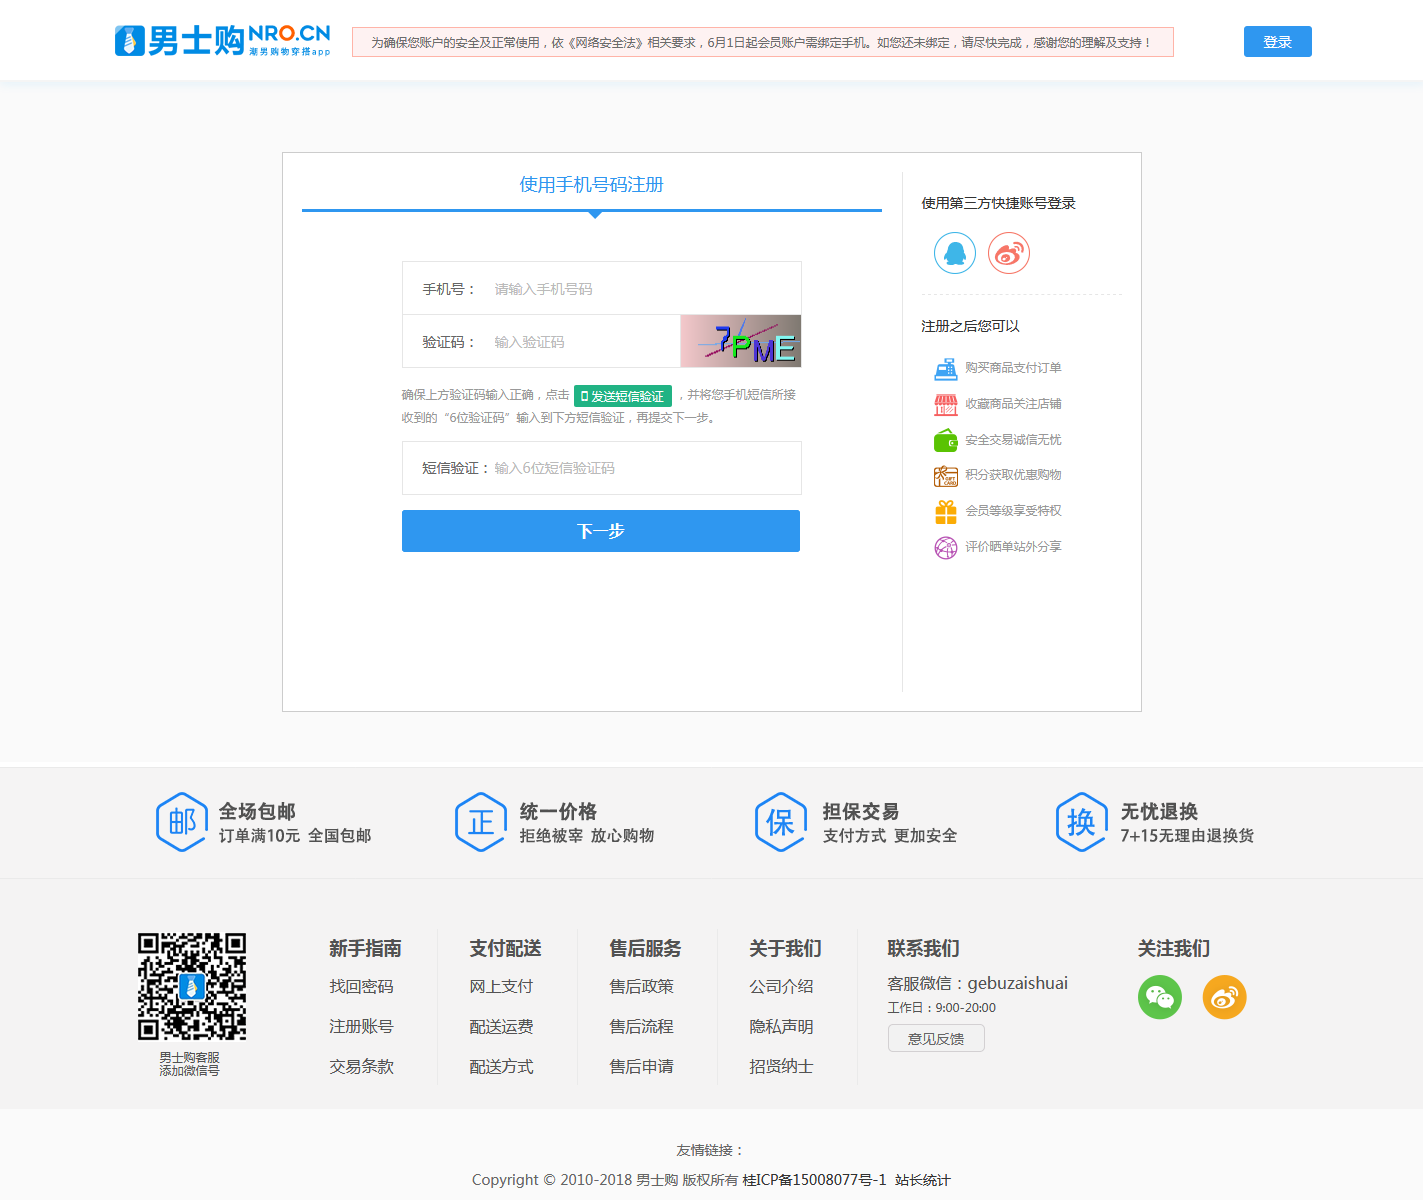 男士购 NRO.CN
潮男购物穿搭app
为确保您账户的安全及正常使用，依《网络安全法》相关要求，6月1日起会员账户需绑定手机。如您还未绑定，请尽快完成，感谢您的理解及支持！
登录
使用手机号码注册
手机号： 请输入手机号码
验证码： 输入验证码
7PME
确保上方验证码输入正确，点击 发送短信验证 ，并将您手机短信所接
收到的“6位验证码”输入到下方短信验证，再提交下一步。
短信验证： 输入6位短信验证码
下一步
使用第三方快捷账号登录
注册之后您可以
购买商品支付订单
收藏商品关注店铺
安全交易诚信无忧
GIFT CARD
积分获取优惠购物
会员等级享受特权
评价晒单站外分享
邮 全场包邮
订单满10元 全国包邮
正 统一价格
拒绝被宰 放心购物
保 担保交易
支付方式 更加安全
换 无忧退换
7+15无理由退换货
男士购客服
添加微信号
新手指南
找回密码
注册账号
交易条款
支付配送
网上支付
配送运费
配送方式
售后服务
售后政策
售后流程
售后申请
关于我们
公司介绍
隐私声明
招贤纳士
联系我们
客服微信：gebuzaishuai
工作日：9:00-20:00
意见反馈
关注我们
友情链接：
Copyright © 2010-2018 男士购 版权所有 桂ICP备15008077号-1 站长统计